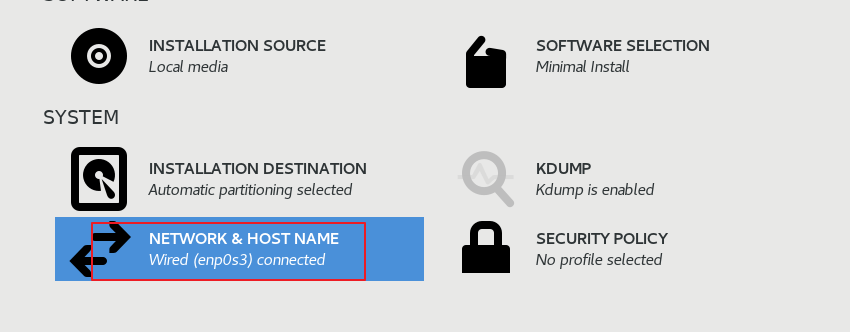 SOFTWARE
INSTALLATION SOURCE
Local media
SOFTWARE SELECTION
Minimal Install
SYSTEM
INSTALLATION DESTINATION
Automatic partitioning selected
KDUMP
Kdump is enabled
NETWORK & HOST NAME
Wired (enp0s3) connected
SECURITY POLICY
No profile selected